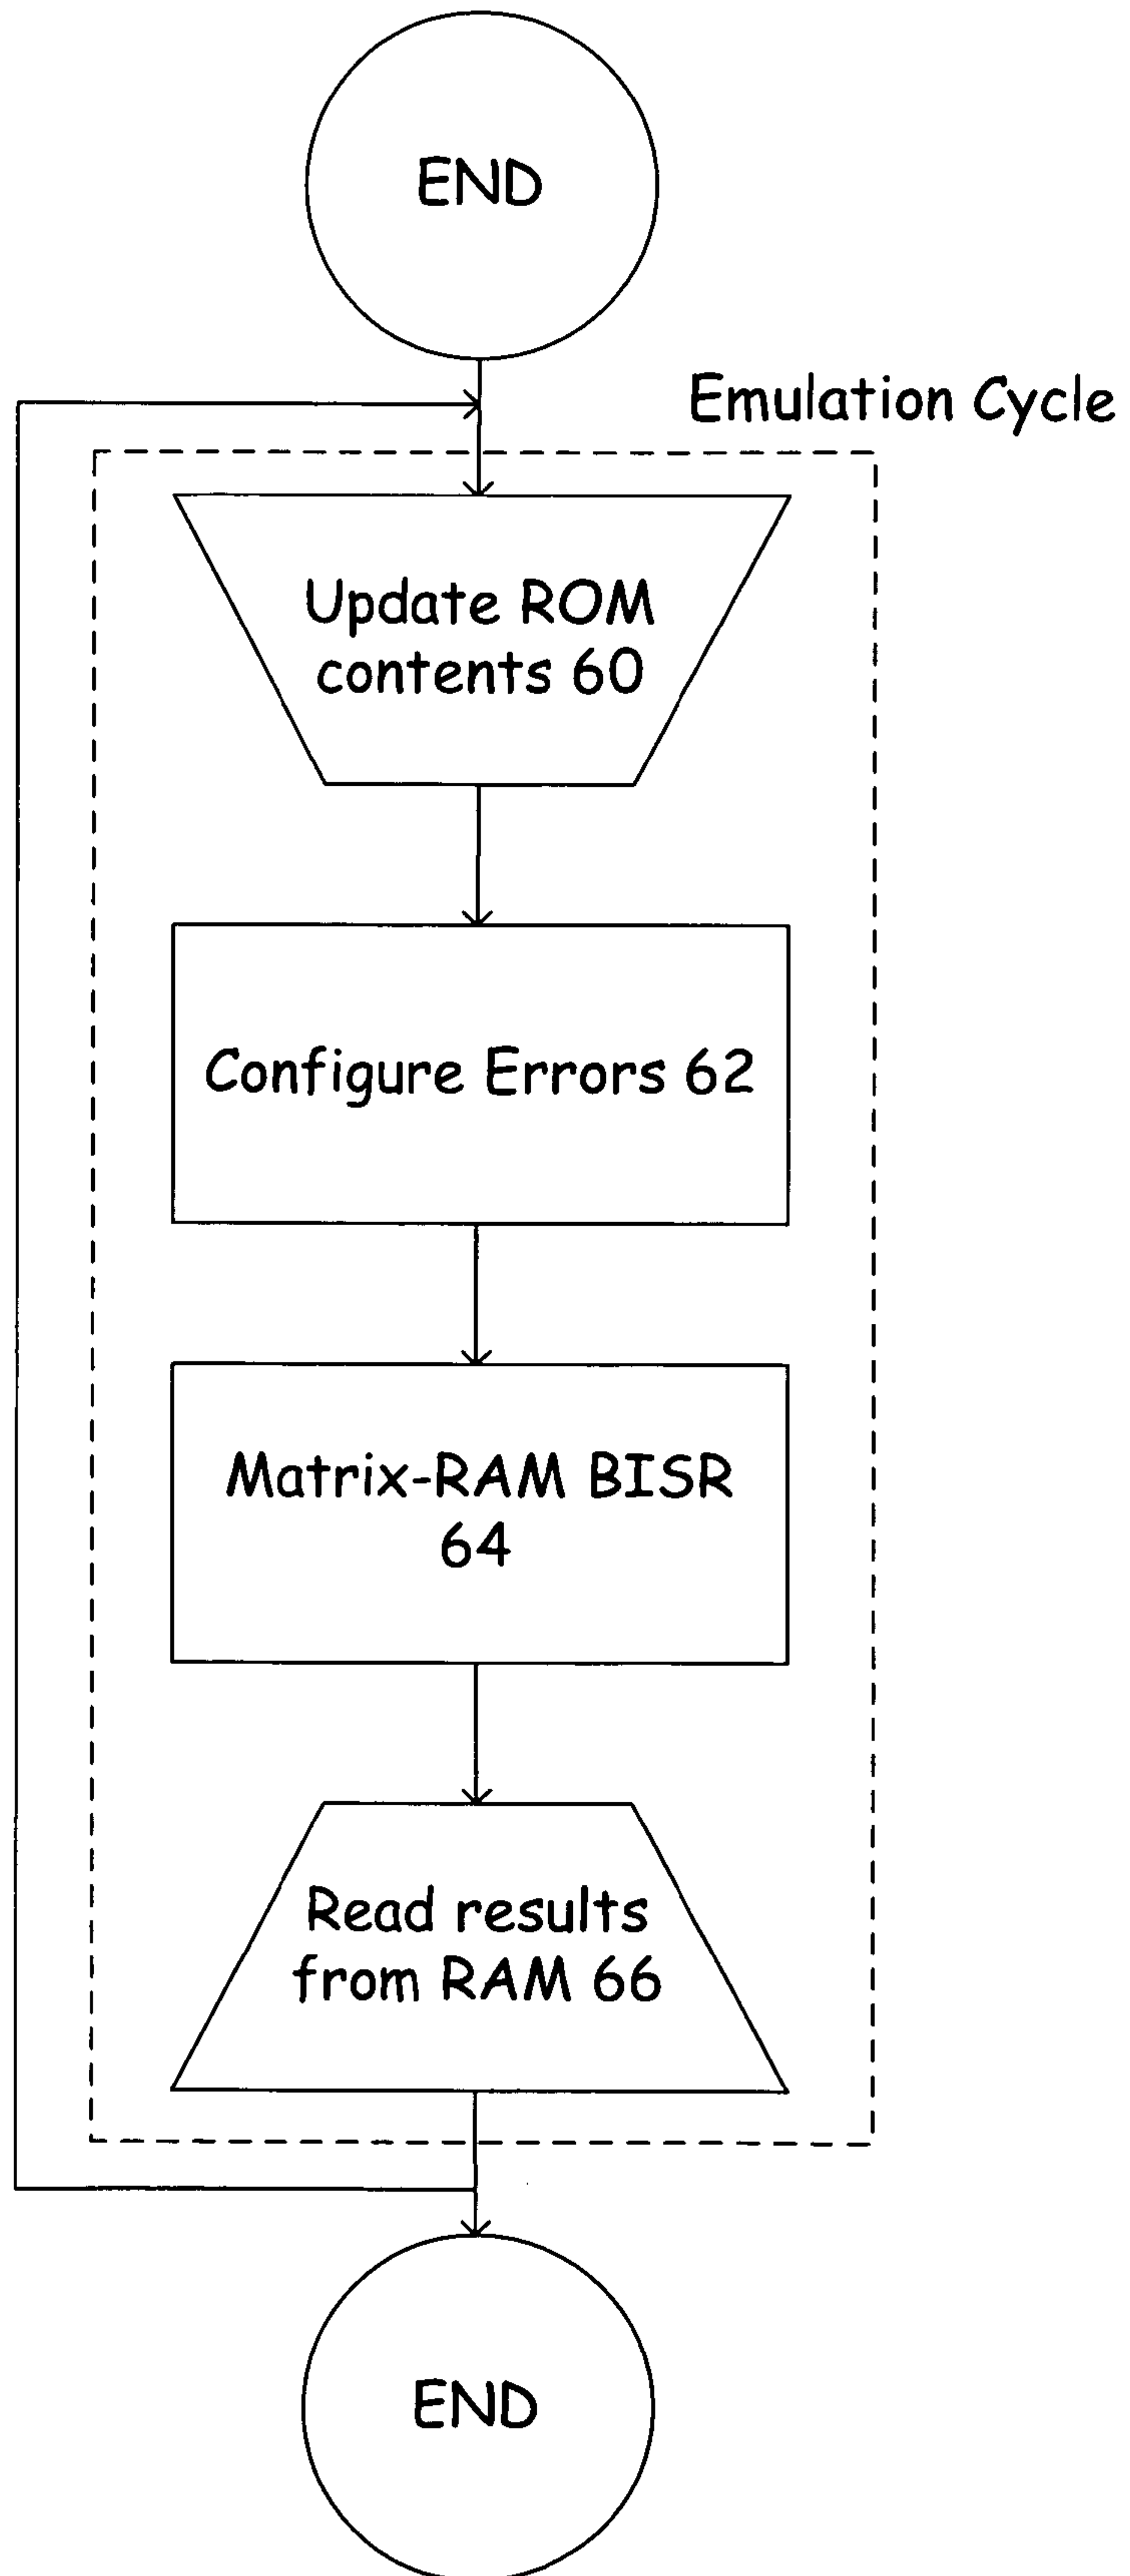 END
Emulation Cycle
Update ROM
contents 60
Configure Errors 62
Matrix-RAM BISR
64
Read results
from RAM 66
END